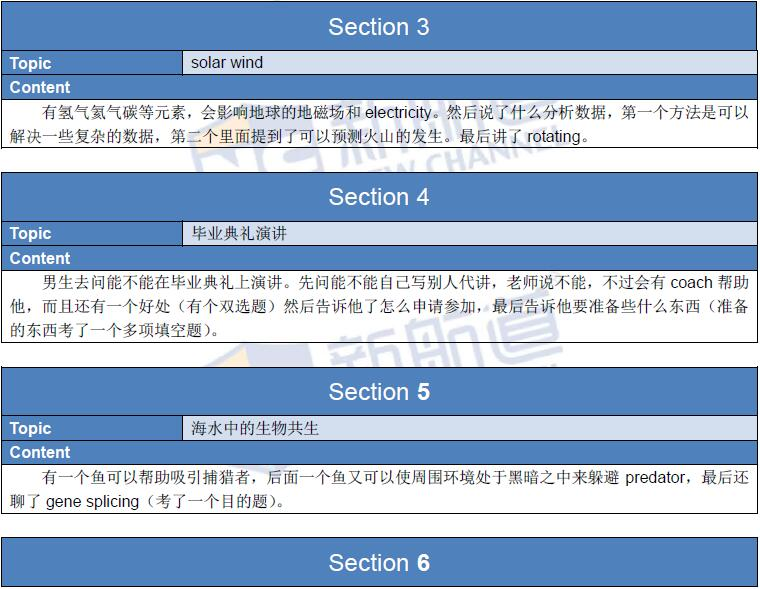 Section 3
Topic solar wind
Content
有氢气氦气碳等元素，会影响地球的地磁场和 electricity。然后说了什么分析数据，第一个方法是可以
解决一些复杂的数据，第二个里面提到了可以预测火山的发生。最后讲了 rotating。
Section 4
Topic 毕业典礼演讲
Content
男生去问能不能在毕业典礼上演讲。先问能不能自己写别人代讲，老师说不能，不过会有 coach 帮助
他，而且还有一个好处（有个双选题）然后告诉他了怎么申请参加，最后告诉他要准备些什么东西（准备
的东西考了一个多项填空题）。
新航道
Section 5
Topic 海水中的生物共生
Content
有一个鱼可以帮助吸引捕猎者，后面一个鱼又可以使周围环境处于黑暗之中来躲避 predator，最后还
聊了 gene splicing（考了一个目的题）。
Section 6